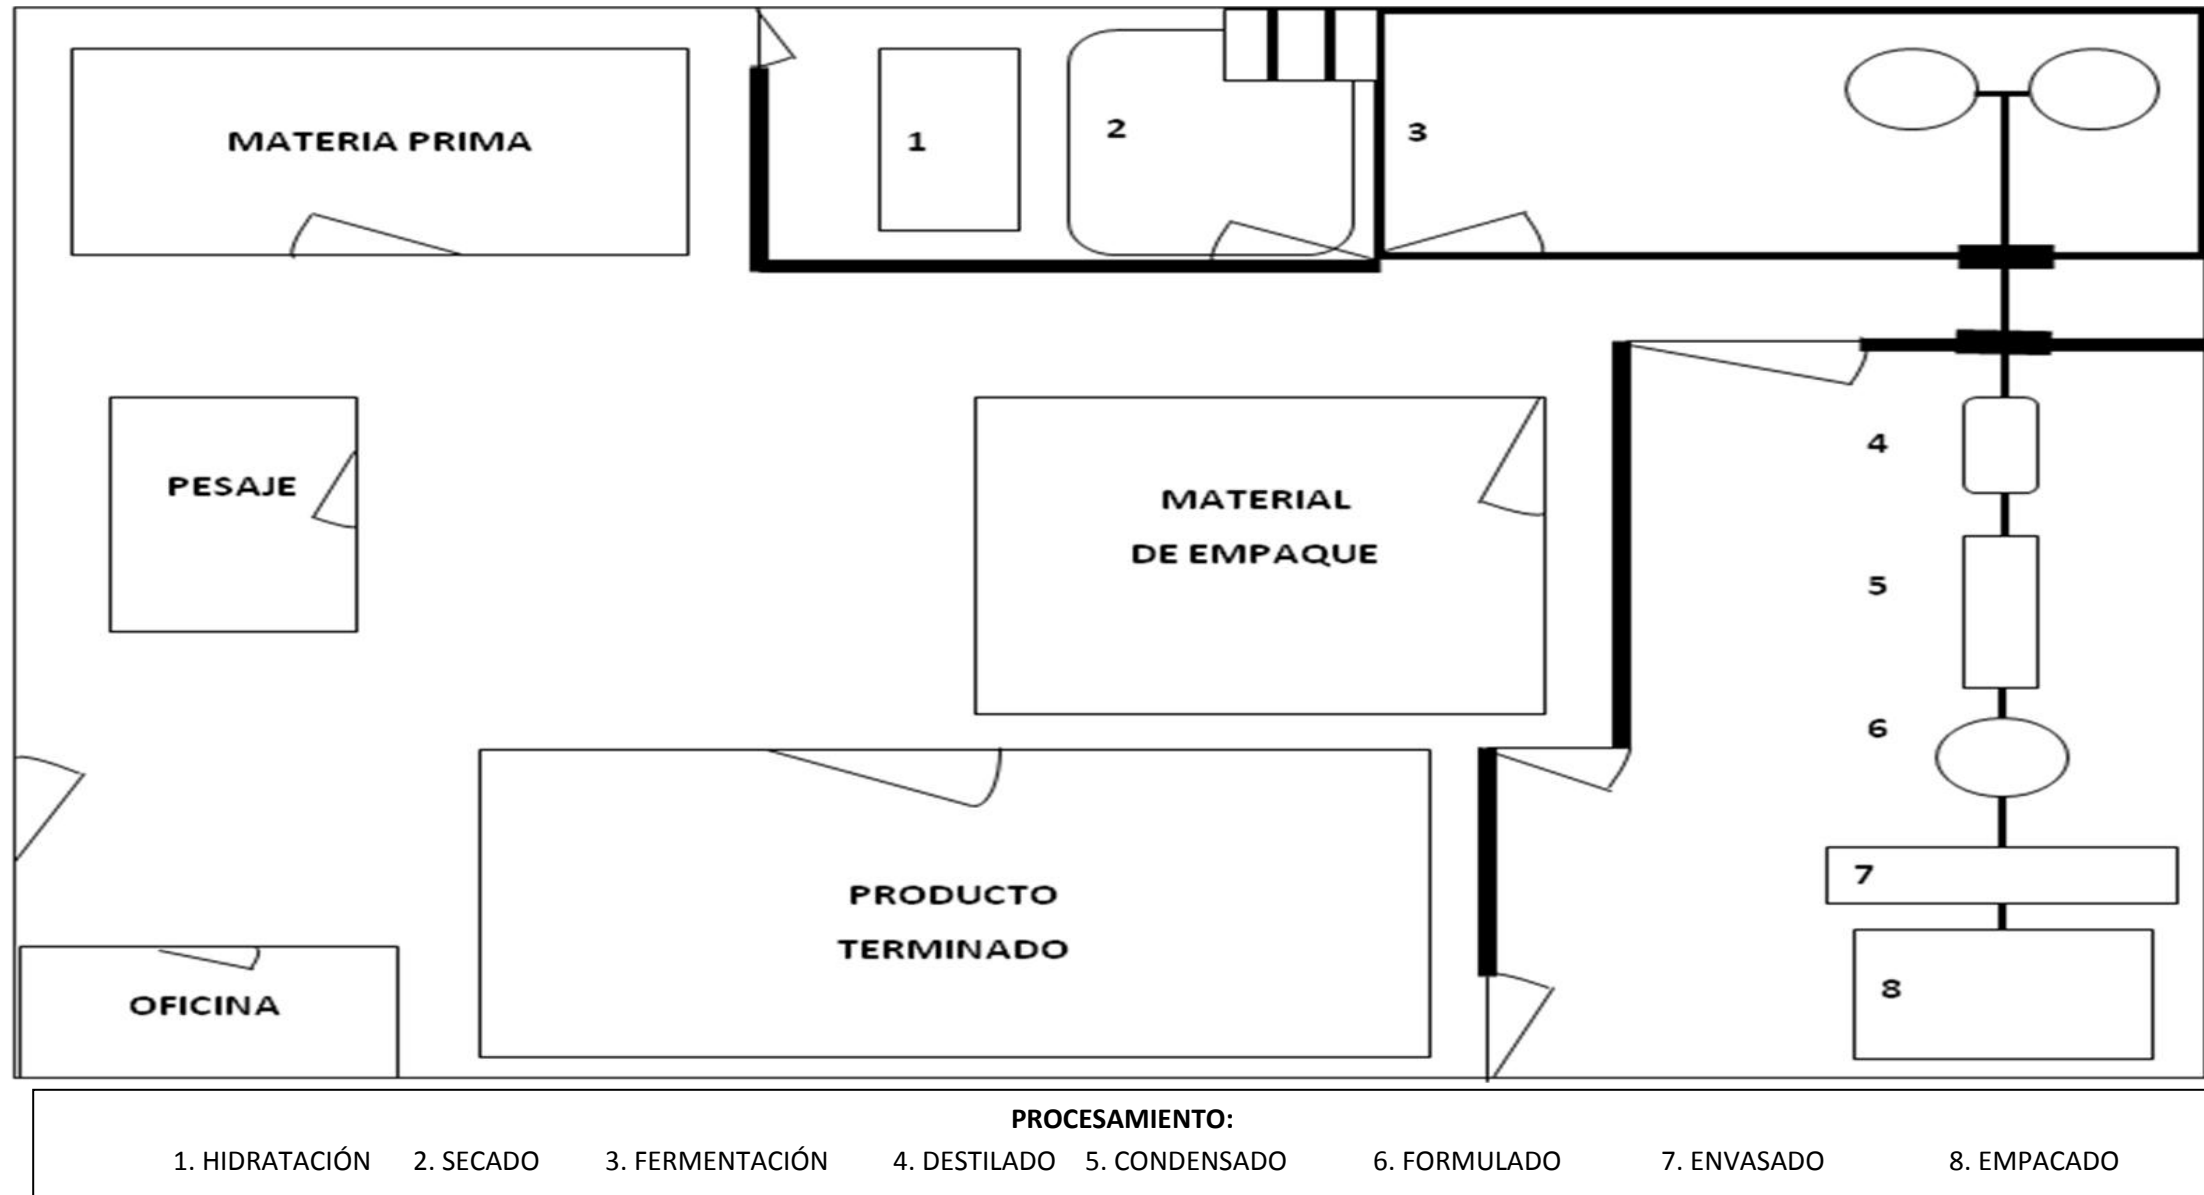 MATERIA PRIMA
1
2
3
PESAJE
MATERIAL
DE EMPAQUE
4
5
6
7
8
PRODUCTO
TERMINADO
OFICINA
PROCESAMIENTO:
1. HIDRATACIÓN 2. SECADO 3. FERMENTACIÓN 4. DESTILADO 5. CONDENSADO 6. FORMULADO 7. ENVASADO 8. EMPACADO